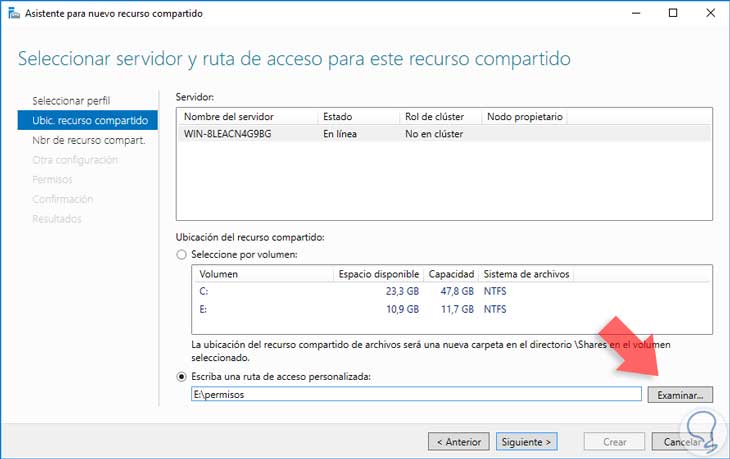 Asistente para nuevo recurso compartido
Seleccionar servidor y ruta de acceso para este recurso compartido
Seleccionar perfil
Ubic. recurso compartido
Nbr de recurso compart.
Otra configuración
Permisos
Confirmación
Resultados
Servidor:
Nombre del servidor Estado Rol de clúster Nodo propietario
WIN-8LEACN4G9BG En línea No en clúster
Ubicación del recurso compartido:
Seleccione por volumen:
Volumen Espacio disponible Capacidad Sistema de archivos
C: 23,3 GB 47,8 GB NTFS
E: 10,9 GB 11,7 GB NTFS
La ubicación del recurso compartido de archivos será una nueva carpeta en el directorio \Shares en el volumen
seleccionado.
Escriba una ruta de acceso personalizada:
E:\permisos
Examinar...
< Anterior Siguiente > Crear Cancelar